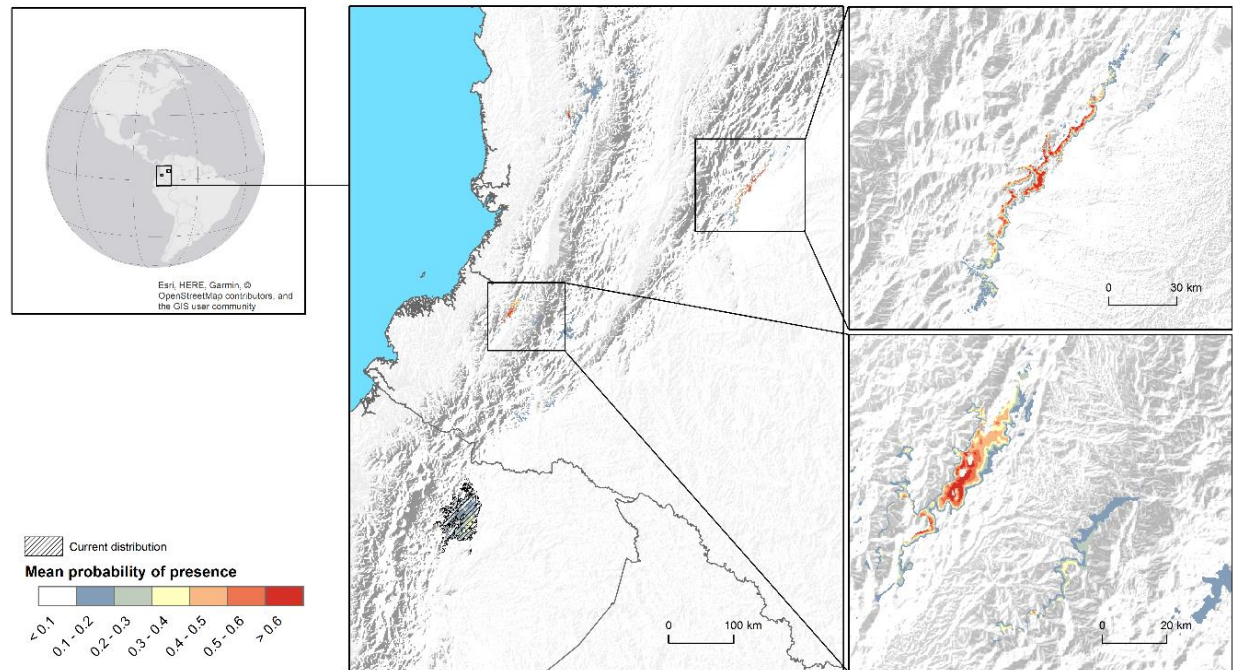 Esri, HERE, Garmin, ©
OpenStreetMap contributors, and
the GIS user community
Current distribution
Mean probability of presence
< 0.1
0.1 - 0.2
0.2 - 0.3
0.3 - 0.4
0.4 - 0.5
0.5 - 0.6
> 0.6
0 100 km
0 30 km
0 20 km